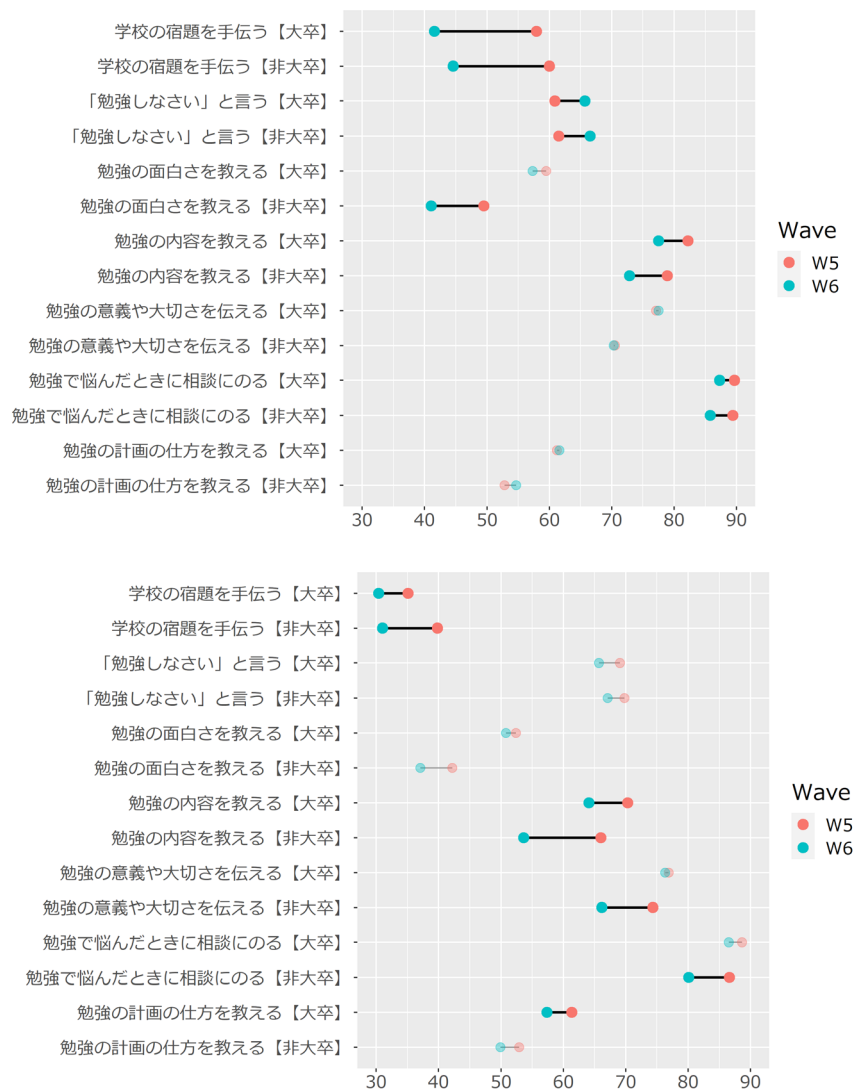 学校の宿題を手伝う【大卒】
学校の宿題を手伝う【非大卒】
「勉強しなさい」と言う【大卒】
「勉強しなさい」と言う【非大卒】
勉強の面白さを教える【大卒】
勉強の面白さを教える【非大卒】
勉強の内容を教える【大卒】
勉強の内容を教える【非大卒】
勉強の意義や大切さを伝える【大卒】
勉強の意義や大切さを伝える【非大卒】
勉強で悩んだときに相談にのる【大卒】
勉強で悩んだときに相談にのる【非大卒】
勉強の計画の仕方を教える【大卒】
勉強の計画の仕方を教える【非大卒】
30 40 50 60 70 80 90
Wave
W5
W6
学校の宿題を手伝う【大卒】
学校の宿題を手伝う【非大卒】
「勉強しなさい」と言う【大卒】
「勉強しなさい」と言う【非大卒】
勉強の面白さを教える【大卒】
勉強の面白さを教える【非大卒】
勉強の内容を教える【大卒】
勉強の内容を教える【非大卒】
勉強の意義や大切さを伝える【大卒】
勉強の意義や大切さを伝える【非大卒】
勉強で悩んだときに相談にのる【大卒】
勉強で悩んだときに相談にのる【非大卒】
勉強の計画の仕方を教える【大卒】
勉強の計画の仕方を教える【非大卒】
30 40 50 60 70 80 90
Wave
W5
W6